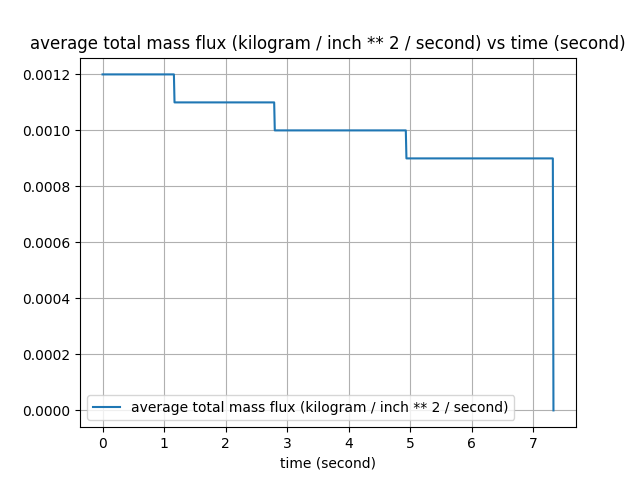 average total mass flux (kilogram / inch ** 2 / second) vs time (second)
0.0012
0.0010
0.0008
0.0006
0.0004
0.0002
0.0000
average total mass flux (kilogram / inch ** 2 / second)
0 1 2 3 4 5 6 7
time (second)